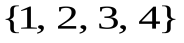 {1, 2, 3, 4}